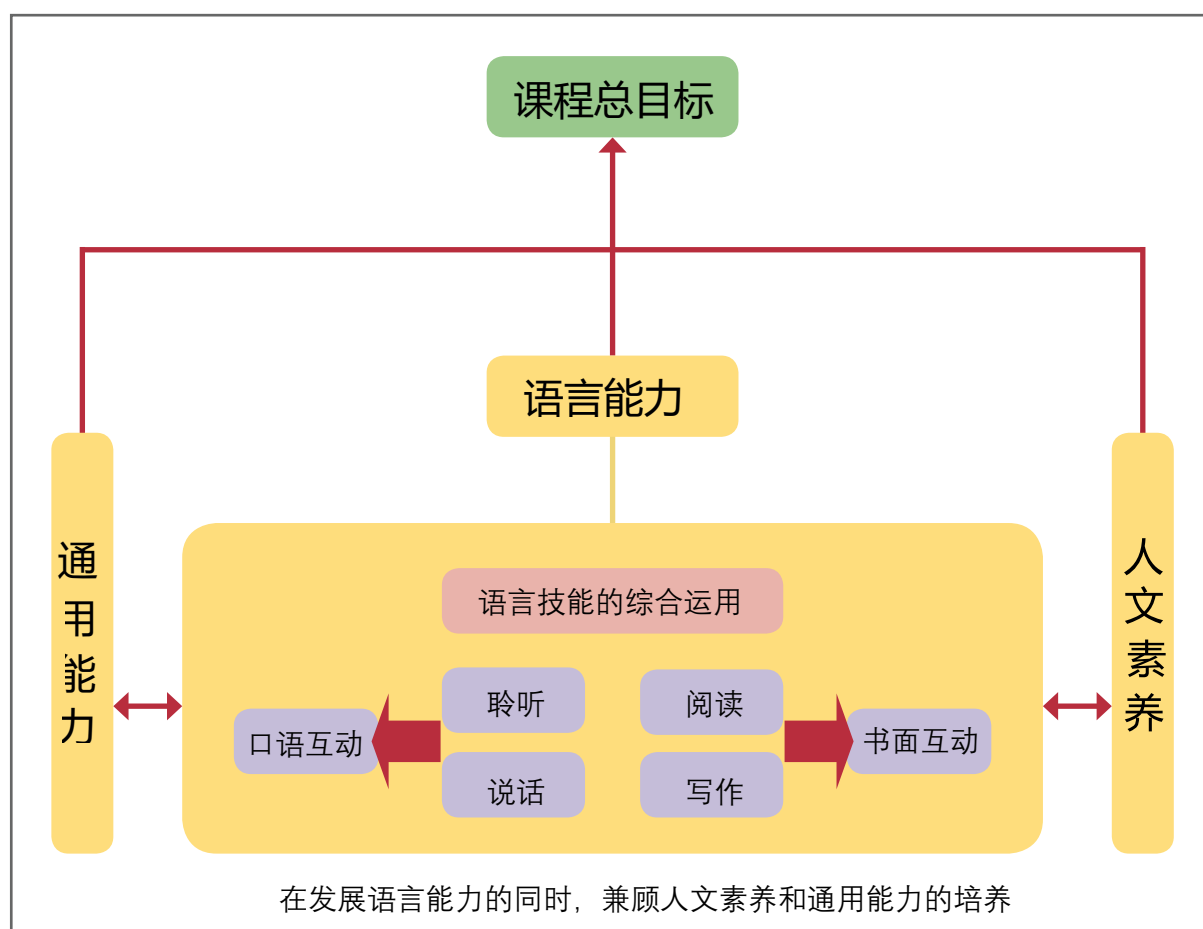 课程总目标
语言能力
通用能力
人文素养
语言技能的综合运用
聆听
阅读
口语互动
书面互动
说话
写作
在发展语言能力的同时，兼顾人文素养和通用能力的培养